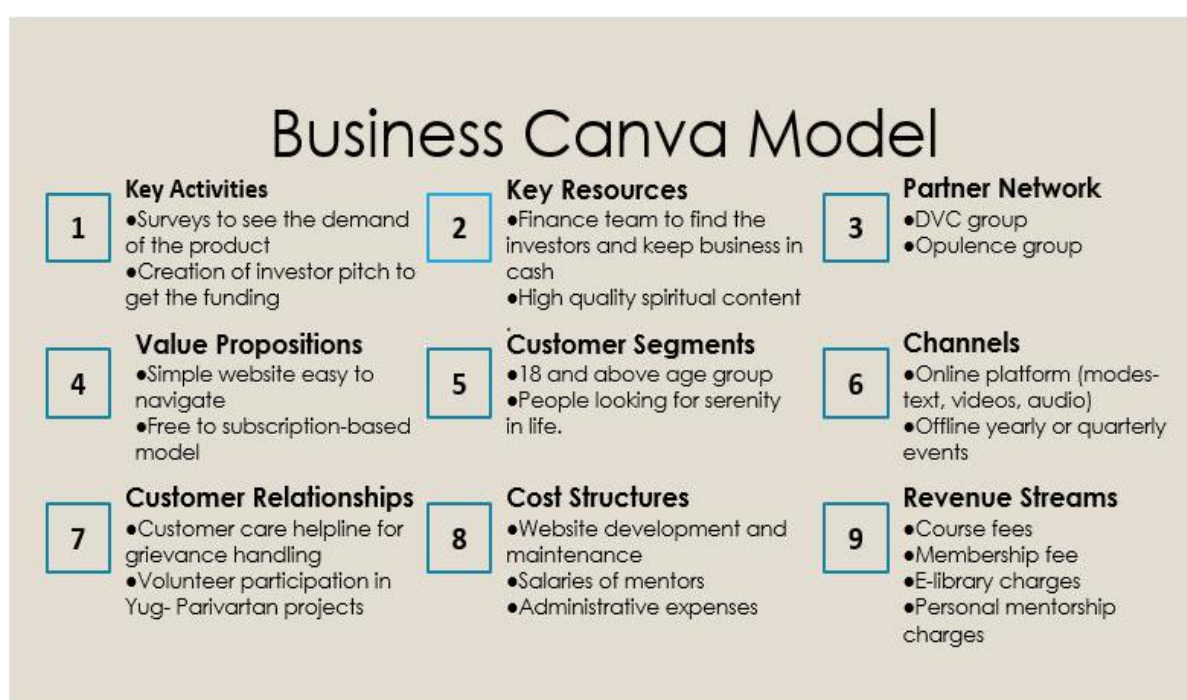 Business Canva Model
1
Key Activities
●Surveys to see the demand
of the product
●Creation of investor pitch to
get the funding
2
Key Resources
●Finance team to find the
investors and keep business in
cash
●High quality spiritual content
.
3
Partner Network
●DVC group
●Opulence group
4
Value Propositions
●Simple website easy to
navigate
●Free to subscription-based
model
5
Customer Segments
●18 and above age group
●People looking for serenity
in life.
6
Channels
●Online platform (modes-
text, videos, audio)
●Offline yearly or quarterly
events
7
Customer Relationships
●Customer care helpline for
grievance handling
●Volunteer participation in
Yug- Parivartan projects
8
Cost Structures
●Website development and
maintenance
●Salaries of mentors
●Administrative expenses
9
Revenue Streams
●Course fees
●Membership fee
●E-library charges
●Personal mentorship
charges